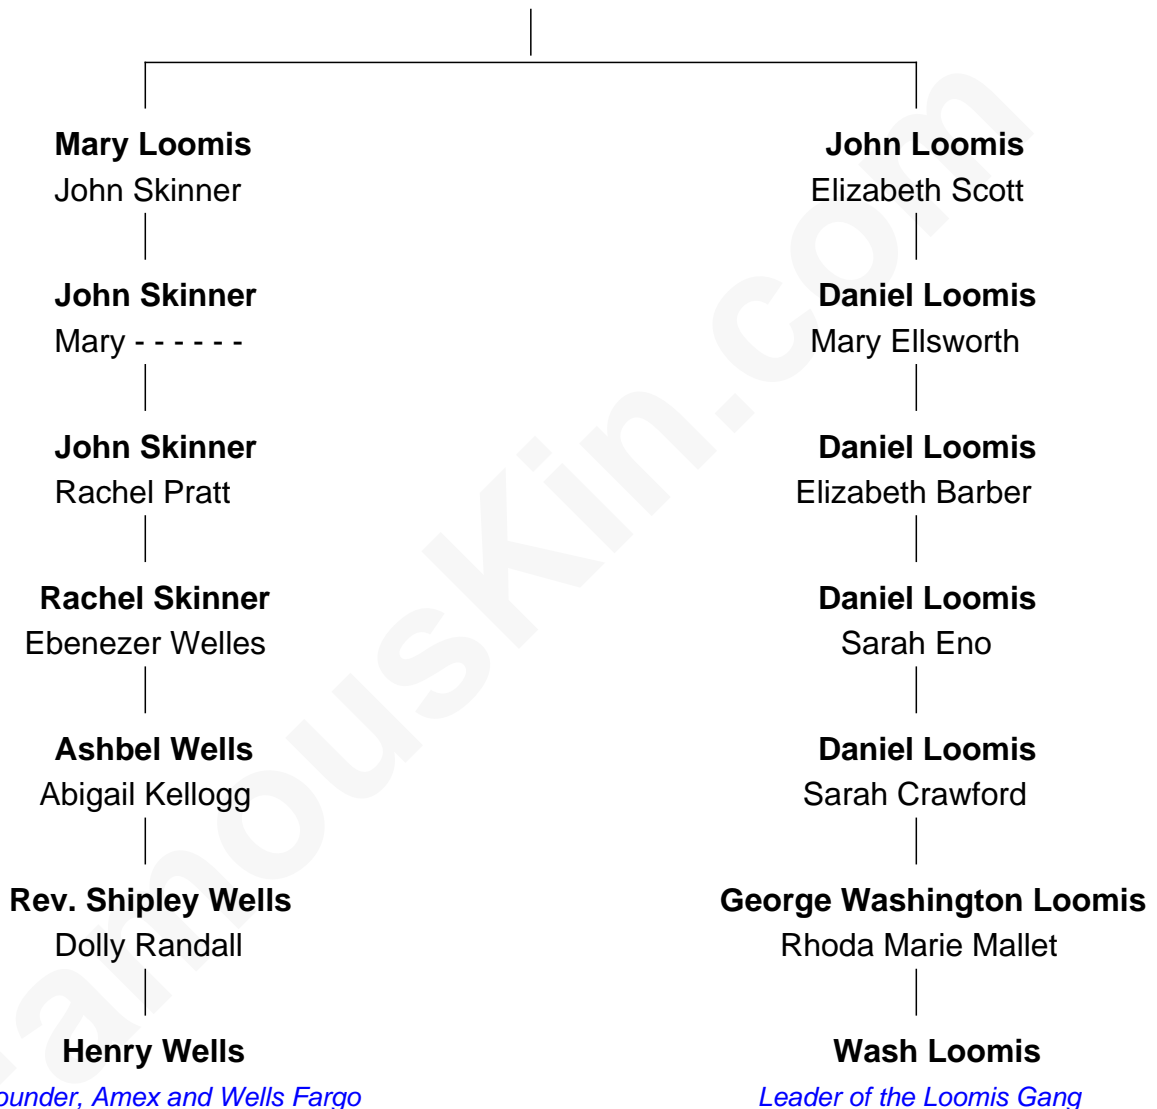 Mary Loomis
John Skinner
John Loomis
Elizabeth Scott
John Skinner
Mary - - - - - -
Daniel Loomis
Mary Ellsworth
John Skinner
Rachel Pratt
Daniel Loomis
Elizabeth Barber
Rachel Skinner
Ebenezer Welles
Daniel Loomis
Sarah Eno
Ashbel Wells
Abigail Kellogg
Daniel Loomis
Sarah Crawford
Rev. Shipley Wells
Dolly Randall
George Washington Loomis
Rhoda Marie Mallet
Henry Wells
ounder, Amex and Wells Fargo
Wash Loomis
Leader of the Loomis Gang
amouskin.com